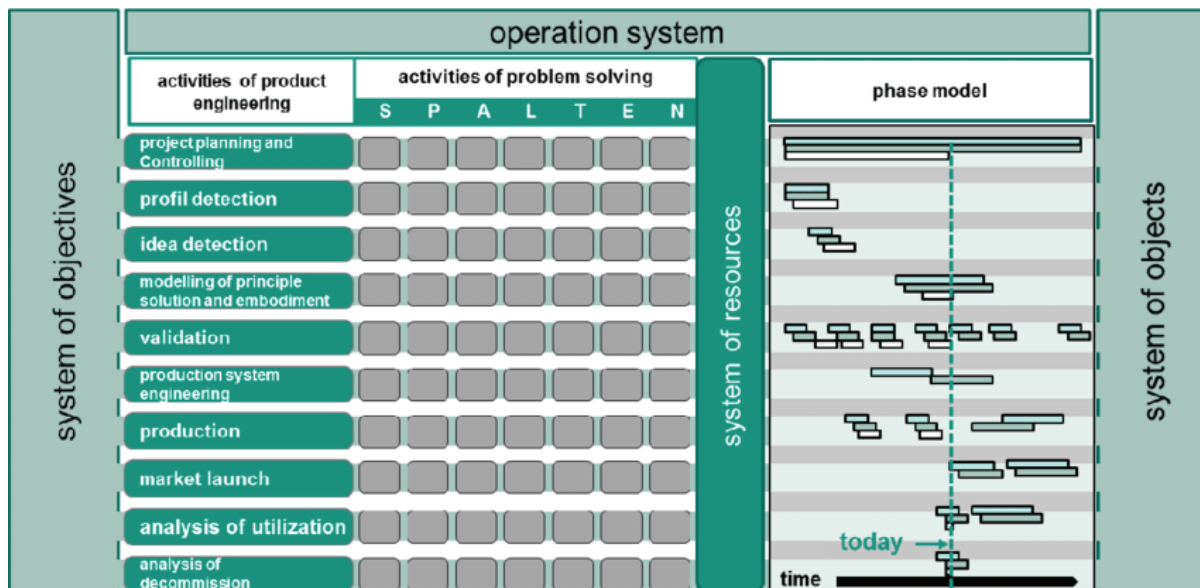 operation system
system of objectives
activities of product
engineering
activities of problem solving
S P A L T E N
system of resources
phase model
system of objects
project planning and
Controlling
profil detection
idea detection
modelling of principle
solution and embodiment
validation
production system
engineering
production
market launch
analysis of utilization
analysis of
decommission
today
time